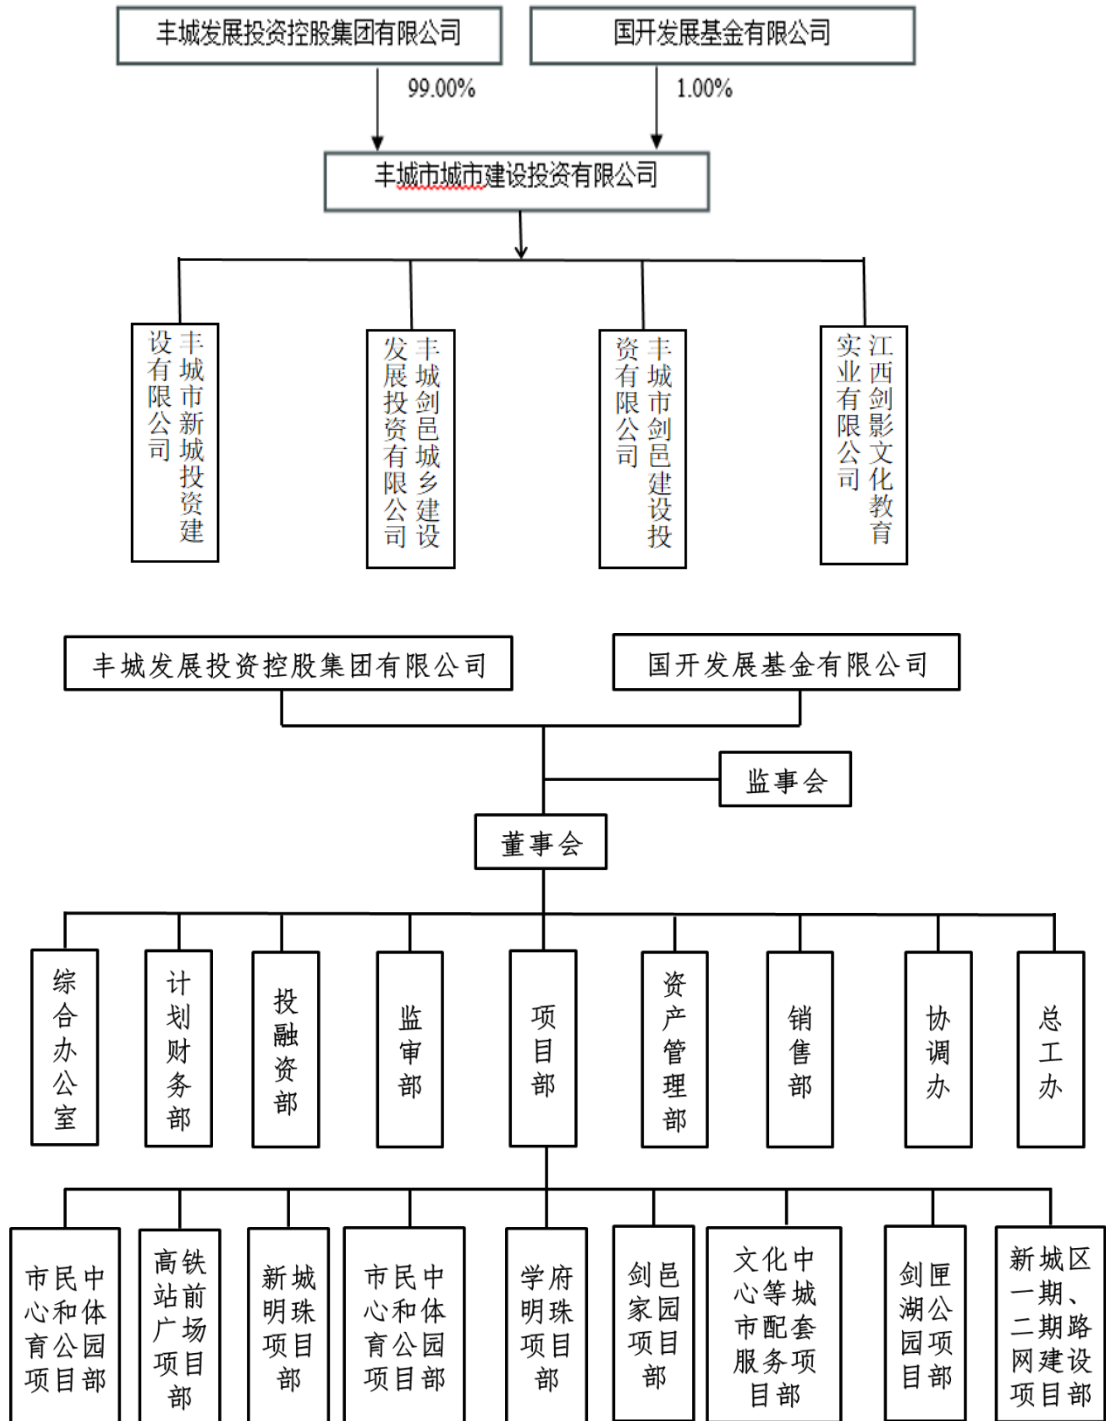 丰城发展投资控股集团有限公司
国开发展基金有限公司
99.00%
1.00%
丰城市城市建设投资有限公司
丰城市新城投资建
设有限公司
丰城剑邑城乡建设
发展投资有限公司
丰城市剑邑建设投
资有限公司
江西剑影文化教育
实业有限公司
丰城发展投资控股集团有限公司
国开发展基金有限公司
监事会
董事会
综合办公室
计划财务部
投融资部
监审部
项目部
资产管理部
销售部
协调办
总工办
市民中
心和体
育公园
项目部
高铁
站前
广场
项目
部
新城
明珠
项目
部
市民中
心和体
育公园
项目部
学府
明珠
项目
部
剑邑
家园
项目
部
文化中
心等城
市配套
服务项
目部
剑匣
湖公
园项
目部
新城区
一期、
二期路
网建设
项目部